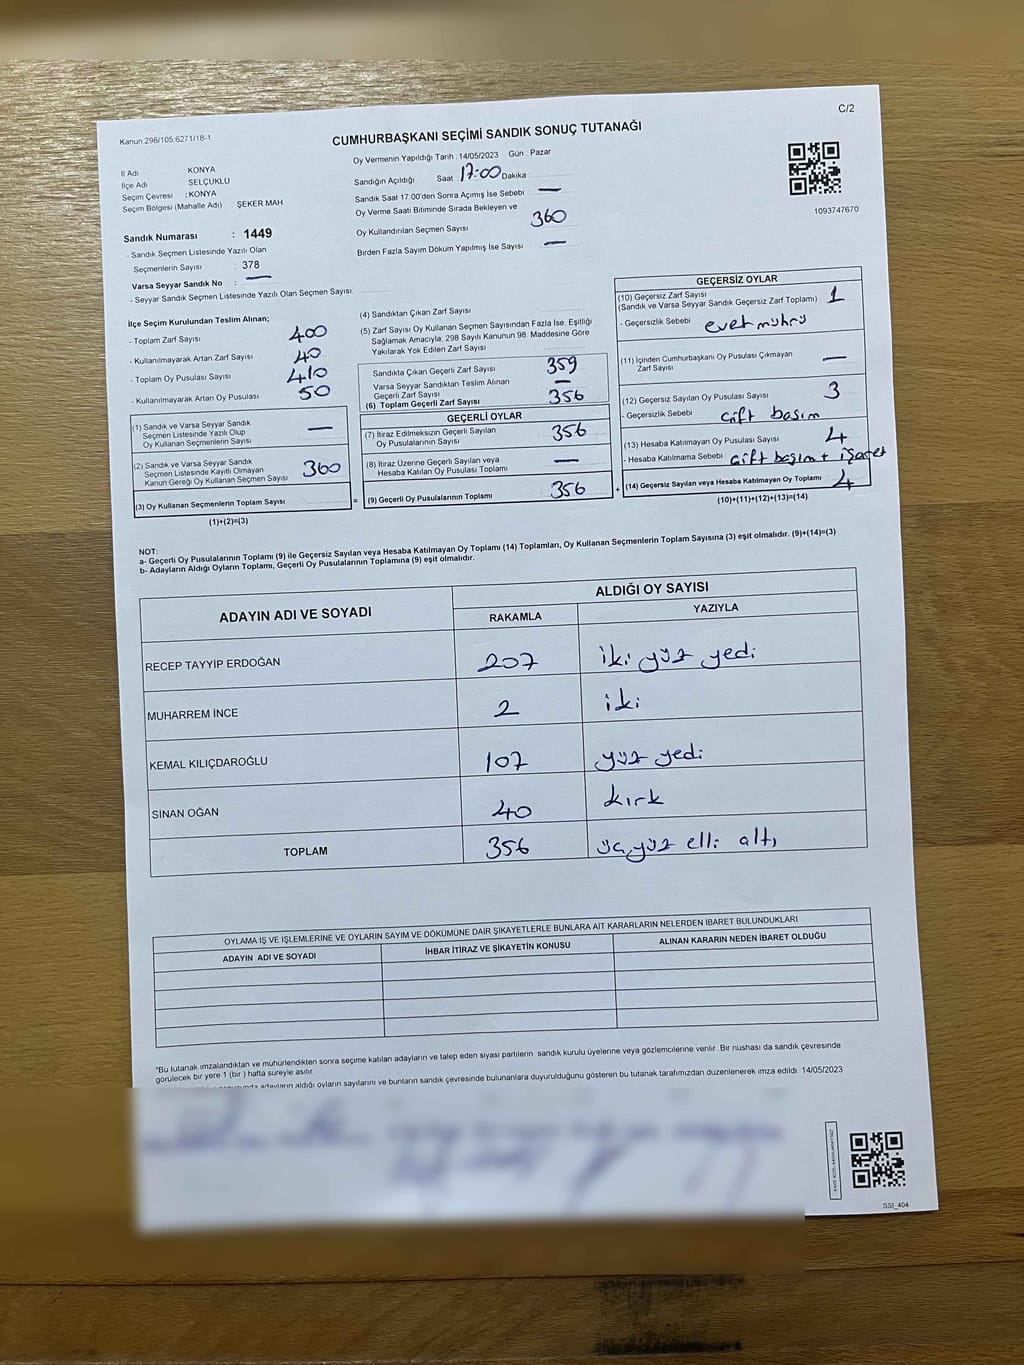 C/2
Kanun 298/105 6271/18-1
CUMHURBAŞKANI SEÇİMİ SANDIK SONUÇ TUTANAĞI
Oy Vermenin Yapıldığı Tarih : 14/05/2023 Gün : Pazar
İl Adı : KONYA
İlçe Adı SELÇUKLU
Seçim Çevresi : KONYA
Seçim Bölgesi (Mahalle Adı) ŞEKER MAH
Sandık Numarası : 1449
- Sandık Seçmen Listesinde Yazılı Olan
Seçmenlerin Sayısı : 378
Varsa Seyyar Sandık No : —
- Seyyar Sandık Seçmen Listesinde Yazılı Olan Seçmen Sayısı:
Sandığın Açıldığı Saat 17:00 Dakika :
Sandık Saat 17.00'den Sonra Açımış İse Sebebi : —
Oy Verme Saati Bitiminde Sırada Bekleyen ve
Oy Kullandırılan Seçmen Sayısı : 360
Birden Fazla Sayım Döküm Yapılmış İse Sayısı : —
1093747670
İlçe Seçim Kurulundan Teslim Alınan;
- Toplam Zarf Sayısı : 400
- Kullanılmayarak Artan Zarf Sayısı : 40
- Toplam Oy Pusulası Sayısı : 410
- Kullanılmayarak Artan Oy Pusulası : 50
(1) Sandık ve Varsa Seyyar Sandık
Seçmen Listesinde Yazılı Olup
Oy Kullanan Seçmenlerin Sayısı : —
(2) Sandık ve Varsa Seyyar Sandık
Seçmen Listesinde Kayıtlı Olmayan
Kanun Gereği Oy Kullanan Seçmen Sayısı : 360
(3) Oy Kullanan Seçmenlerin Toplam Sayısı
(1)+(2)=(3)
(4) Sandıktan Çıkan Zarf Sayısı :
(5) Zarf Sayısı Oy Kullanan Seçmen Sayısından Fazla İse, Eşitliği
Sağlamak Amacıyla, 298 Sayılı Kanunun 98. Maddesine Göre
Yakılarak Yok Edilen Zarf Sayısı :
Sandıkta Çıkan Geçerli Zarf Sayısı : 359
Varsa Seyyar Sandıktan Teslim Alınan
Geçerli Zarf Sayısı : —
(6) Toplam Geçerli Zarf Sayısı : 356
GEÇERLİ OYLAR
(7) İtiraz Edilmeksizin Geçerli Sayılan
Oy Pusulalarının Sayısı : 356
(8) İtiraz Üzerine Geçerli Sayılan veya
Hesaba Katılan Oy Pusulası Toplamı : —
= (9) Geçerli Oy Pusulalarının Toplamı : 356
GEÇERSİZ OYLAR
(10) Geçersiz Zarf Sayısı
(Sandık ve Varsa Seyyar Sandık Geçersiz Zarf Toplamı) : 1
- Geçersizlik Sebebi : evet mührü
(11) İçinden Cumhurbaşkanı Oy Pusulası Çıkmayan
Zarf Sayısı : —
(12) Geçersiz Sayılan Oy Pusulası Sayısı : 3
- Geçersizlik Sebebi : çift basım
(13) Hesaba Katılmayan Oy Pusulası Sayısı : 4
- Hesaba Katılmama Sebebi : çift basım + işaret
+ (14) Geçersiz Sayılan veya Hesaba Katılmayan Oy Toplamı : 4
(10)+(11)+(12)+(13)=(14)
NOT:
a- Geçerli Oy Pusulalarının Toplamı (9) ile Geçersiz Sayılan veya Hesaba Katılmayan Oy Toplamı (14) Toplamları, Oy Kullanan Seçmenlerin Toplam Sayısına (3) eşit olmalıdır. (9)+(14)=(3)
b- Adayların Aldığı Oyların Toplamı, Geçerli Oy Pusulalarının Toplamına (9) eşit olmalıdır.
ADAYIN ADI VE SOYADI ALDIĞI OY SAYISI
RAKAMLA YAZIYLA
RECEP TAYYİP ERDOĞAN 207 iki yüz yedi
MUHARREM İNCE 2 iki
KEMAL KILIÇDAROĞLU 107 yüz yedi
SİNAN OĞAN 40 kırk
TOPLAM 356 üçyüz elli altı
OYLAMA İŞ VE İŞLEMLERİNE VE OYLARIN SAYIM VE DÖKÜMÜNE DAİR ŞİKAYETLERLE BUNLARA AİT KARARLARIN NELERDEN İBARET BULUNDUKLARI
ADAYIN ADI VE SOYADI İHBAR İTİRAZ VE ŞİKAYETİN KONUSU ALINAN KARARIN NEDEN İBARET OLDUĞU
*Bu tutanak imzalandıktan ve mühürlendikten sonra seçime katılan adayların ve talep eden siyasi partilerin sandık kurulu üyelerine veya gözlemcilerine verilir. Bir nüshası da sandık çevresinde
görülecek bir yere 1 (bir) hafta süreyle asılır.
adayların aldığı oyların sayılarını ve bunların sandık çevresinde bulunanlara duyurulduğunu gösteren bu tutanak tarafımızdan düzenlenerek imza edildi. 14/05/2023
SSI_404